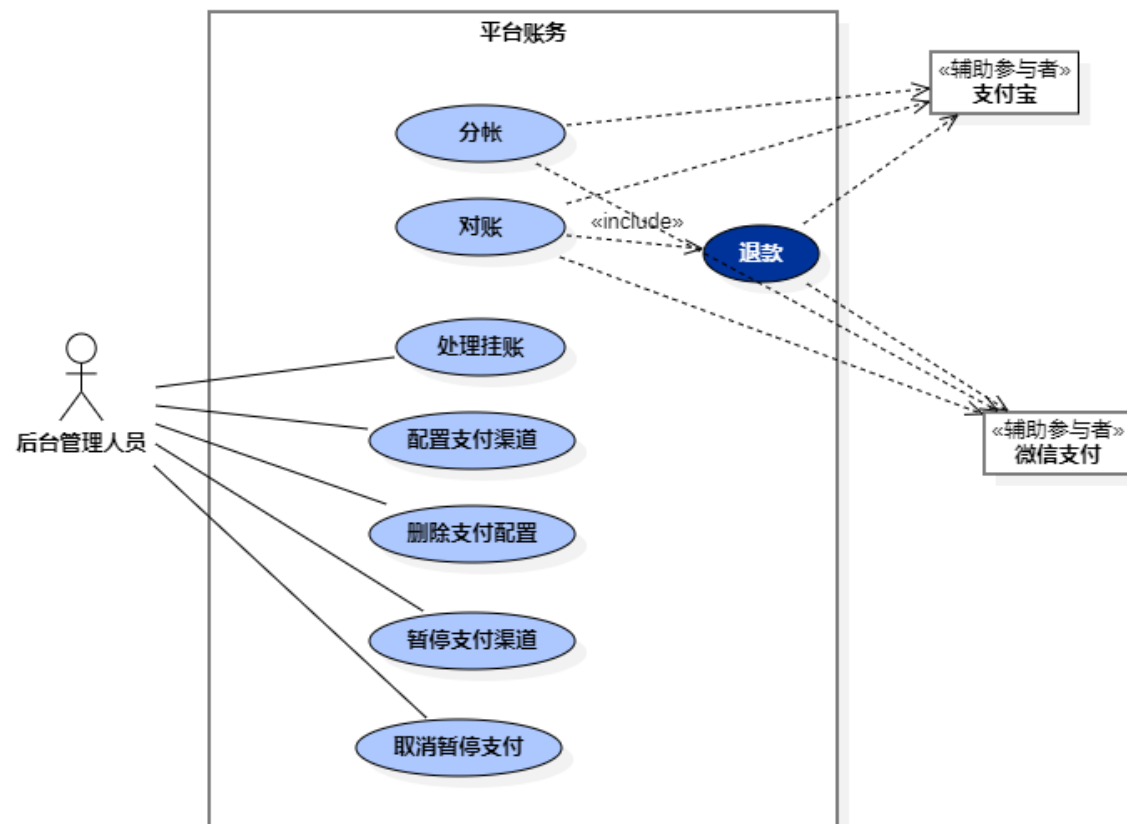 平台账务
«辅助参与者»
支付宝
分帐
对账
«include»
退款
处理挂账
后台管理人员
配置支付渠道
«辅助参与者»
微信支付
删除支付配置
暂停支付渠道
取消暂停支付